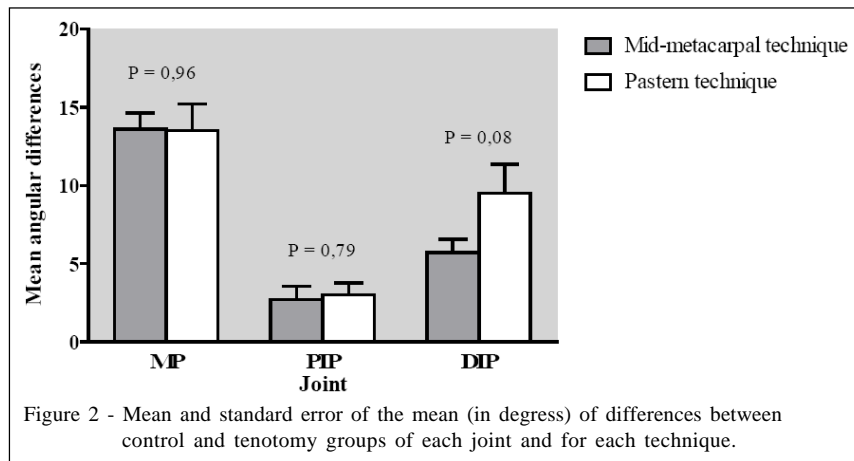 20
Mid-metacarpal technique
Pastern technique
P = 0,96
15
P = 0,08
Mean angular differences
10
P = 0,79
5
0
MP PIP DIP
Joint
Figure 2 - Mean and standard error of the mean (in degress) of differences between
control and tenotomy groups of each joint and for each technique.